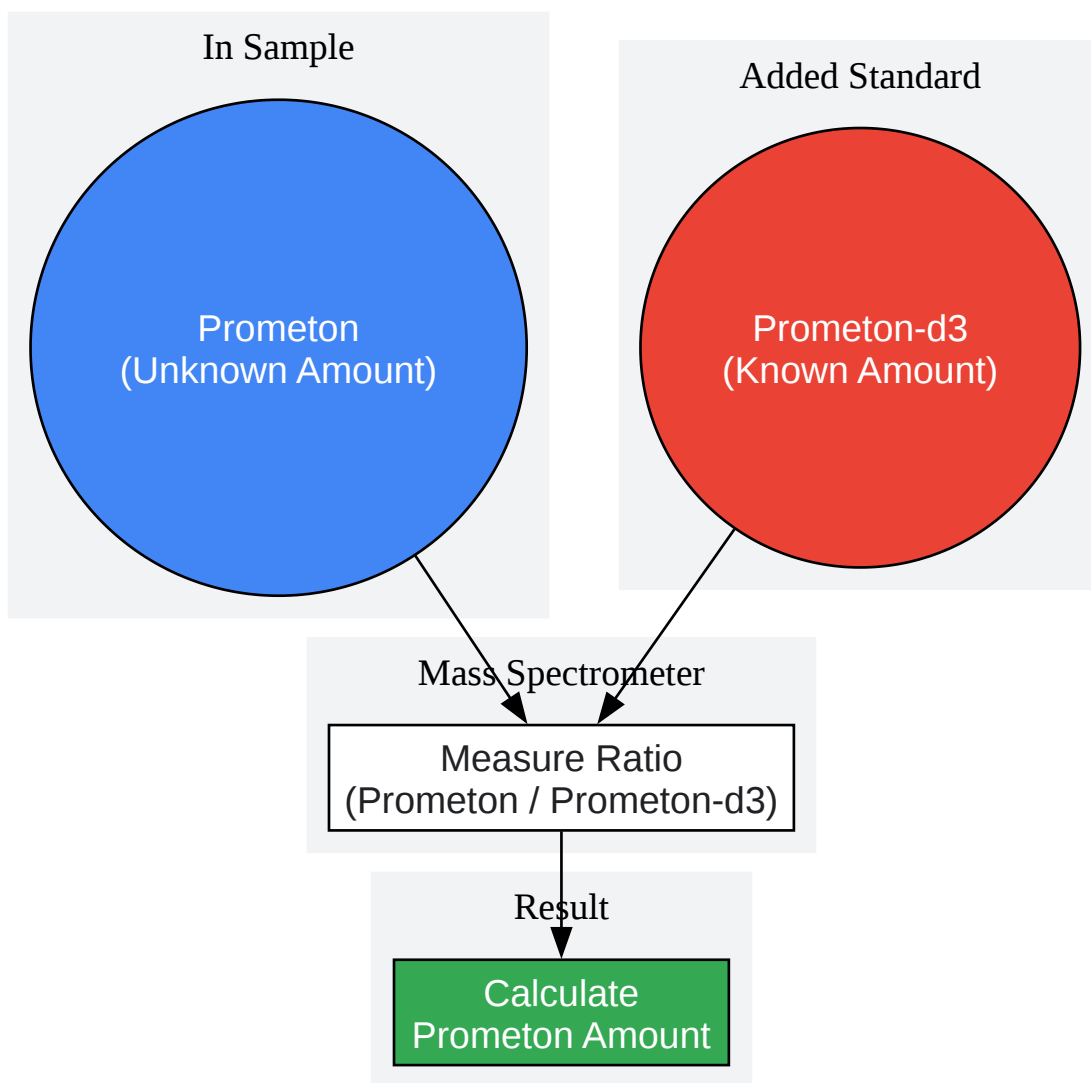 In Sample
Added Standard
Prometon
(Unknown Amount)
Prometon-d3
(Known Amount)
Mass Spectrometer
Measure Ratio
(Prometon / Prometon-d3)
Result
Calculate
Prometon Amount